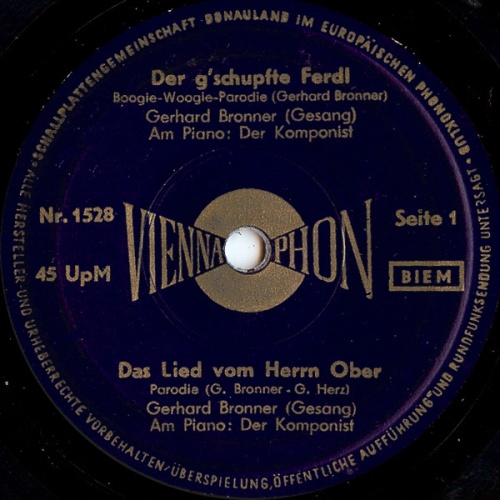 · SCHALLPLATTENGEMEINSCHAFT · DONAULAND IM EUROPÄISCHEN PHONOKLUB ·
Der g'schupfte Ferdl
Boogie-Woogie-Parodie (Gerhard Bronner)
Gerhard Bronner (Gesang)
Am Piano: Der Komponist
Nr. 1528
Seite 1
VIENNAPHON
45 UpM
BIEM
Das Lied vom Herrn Ober
Parodie (G. Bronner - G. Herz)
Gerhard Bronner (Gesang)
Am Piano: Der Komponist
ALLE HERSTELLER- UND URHEBERRECHTE VORBEHALTEN/ÜBERSPIELUNG, ÖFFENTLICHE AUFFÜHRUNG UND RUNDFUNKSENDUNG UNTERSAGT